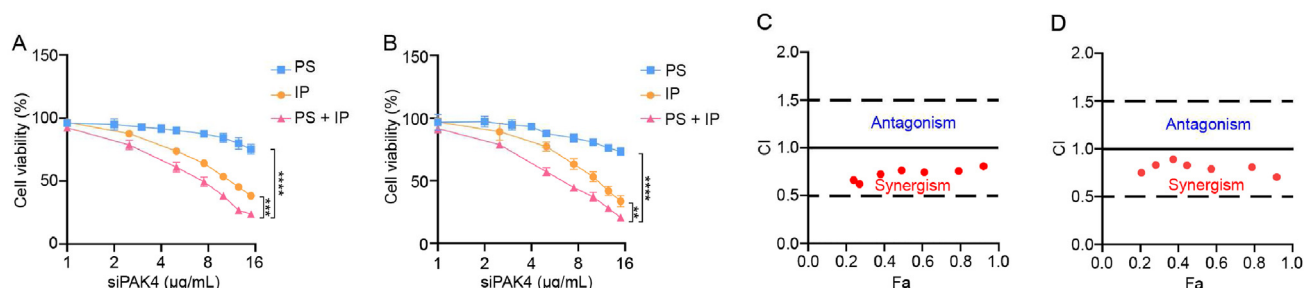 A
150
100
50
0
Cell viability (%)
1
2
4
8
16
siPAK4 (μg/mL)
PS
IP
PS + IP
****
***
B
150
100
50
0
Cell viability (%)
1
2
4
8
16
siPAK4 (μg/mL)
PS
IP
PS + IP
****
**
C
2.0
1.5
1.0
0.5
0.0
CI
Antagonism
Synergism
0.0
0.2
0.4
0.6
0.8
1.0
Fa
D
2.0
1.5
1.0
0.5
0.0
CI
Antagonism
Synergism
0.0
0.2
0.4
0.6
0.8
1.0
Fa